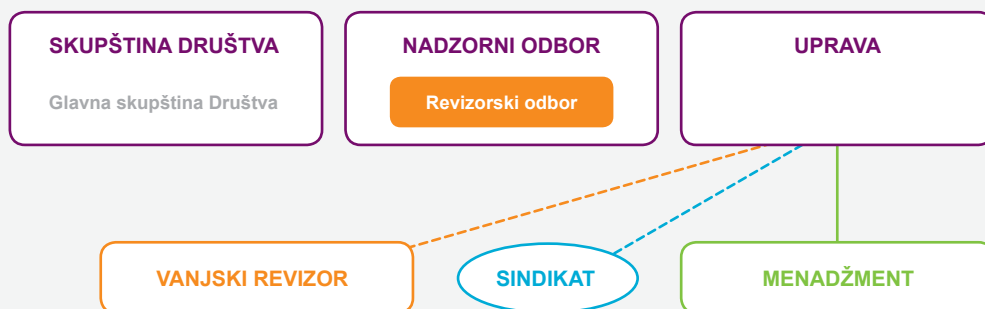 SKUPŠTINA DRUŠTVA
Glavna skupština Društva
NADZORNI ODBOR
Revizorski odbor
UPRAVA
VANJSKI REVIZOR
SINDIKAT
MENADŽMENT